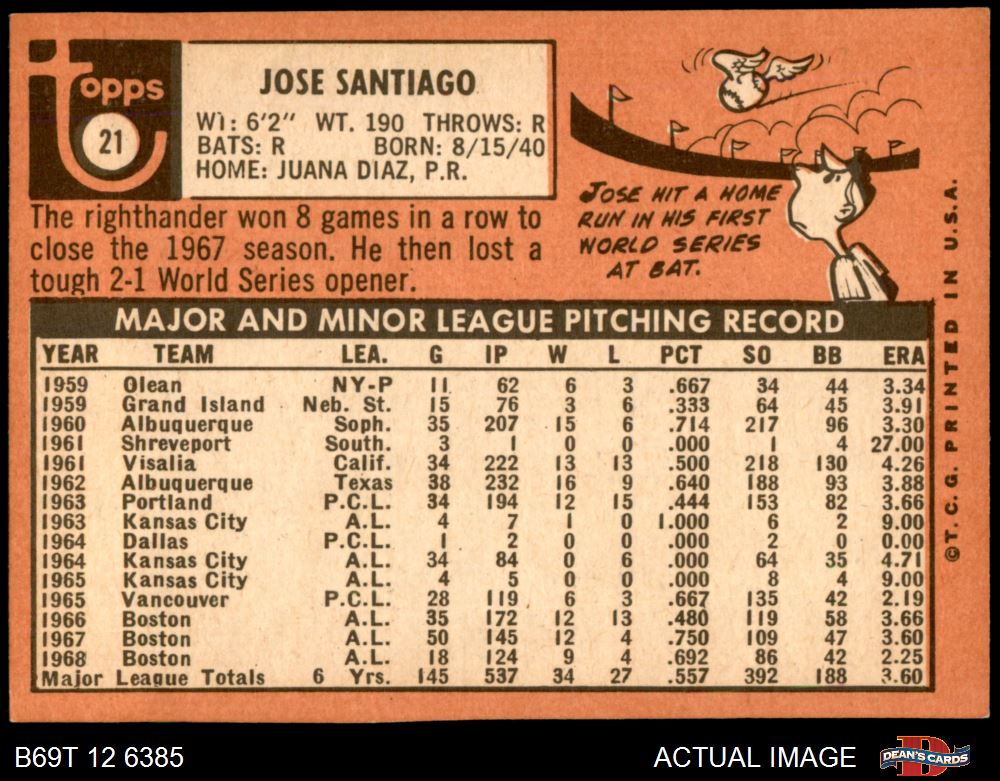 topps
21
JOSE SANTIAGO
WT: 6'2" WT. 190 THROWS: R
BATS: R BORN: 8/15/40
HOME: JUANA DIAZ, P.R.
The righthander won 8 games in a row to
close the 1967 season. He then lost a
tough 2-1 World Series opener.
JOSE HIT A HOME
RUN IN HIS FIRST
WORLD SERIES
AT BAT.
MAJOR AND MINOR LEAGUE PITCHING RECORD
YEAR TEAM LEA. G IP W L PCT SO BB ERA
1959 Olean NY-P 11 62 6 3 .667 34 44 3.34
1959 Grand Island Neb. St. 15 76 3 6 .333 64 45 3.91
1960 Albuquerque Soph. 35 207 15 6 .714 217 96 3.30
1961 Shreveport South. 3 1 0 0 .000 1 4 27.00
1961 Visalia Calif. 34 222 13 13 .500 218 130 4.26
1962 Albuquerque Texas 38 232 16 9 .640 188 93 3.88
1963 Portland P.C.L. 34 194 12 15 .444 153 82 3.66
1963 Kansas City A.L. 4 7 1 0 1.000 6 2 9.00
1964 Dallas P.C.L. 1 2 0 0 .000 2 0 0.00
1964 Kansas City A.L. 34 84 0 6 .000 64 35 4.71
1965 Kansas City A.L. 4 5 0 0 .000 8 4 9.00
1965 Vancouver P.C.L. 28 119 6 3 .667 135 42 2.19
1966 Boston A.L. 35 172 12 13 .480 119 58 3.66
1967 Boston A.L. 50 145 12 4 .750 109 47 3.60
1968 Boston A.L. 18 124 9 4 .692 86 42 2.25
Major League Totals 6 Yrs. 145 537 34 27 .557 392 188 3.60
©T.C.G. PRINTED IN U.S.A.
B69T 12 6385
ACTUAL IMAGE
DEAN'S CARDS